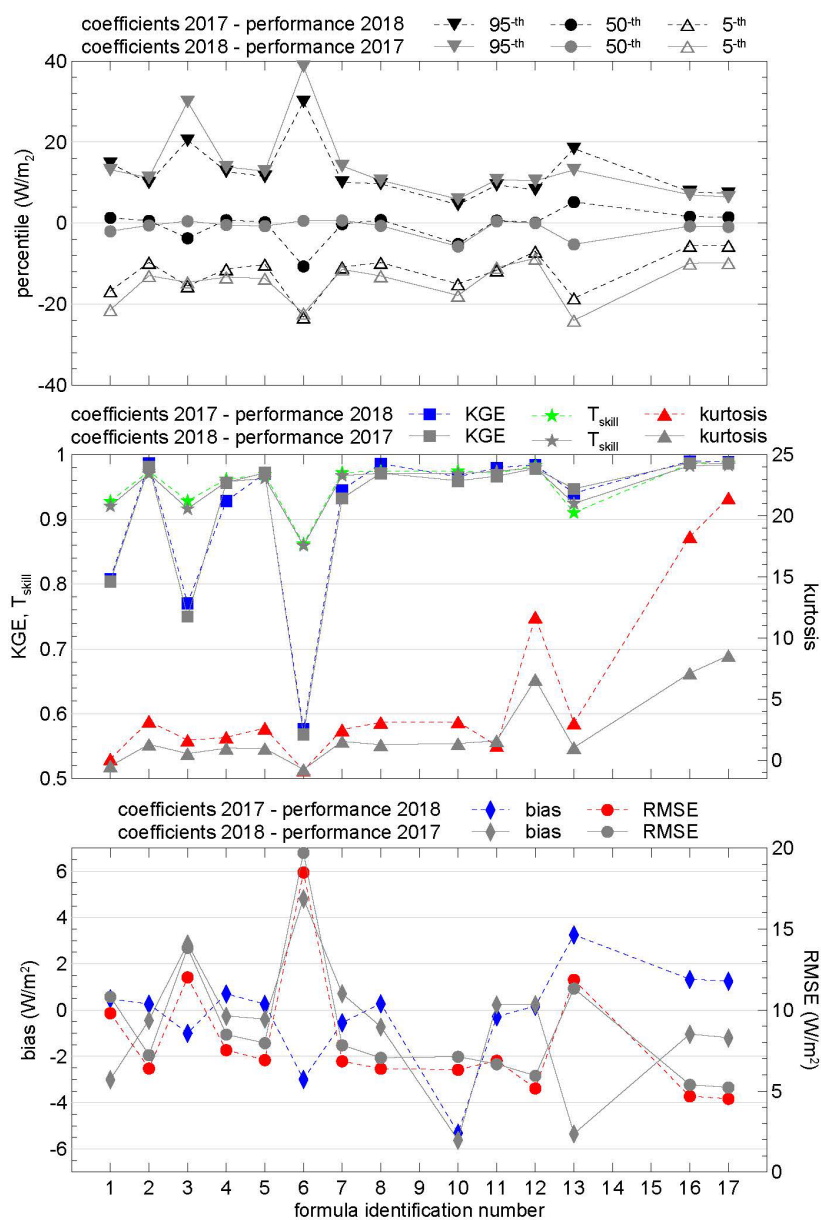 coefficients 2017 - performance 2018 95-th 50-th 5-th
coefficients 2018 - performance 2017 95-th 50-th 5-th
40
20
0
-20
-40
percentile (W/m2)
coefficients 2017 - performance 2018 KGE Tskill kurtosis
coefficients 2018 - performance 2017 KGE Tskill kurtosis
1
0.9
0.8
0.7
0.6
0.5
KGE, Tskill
25
20
15
10
5
0
kurtosis
coefficients 2017 - performance 2018 bias RMSE
coefficients 2018 - performance 2017 bias RMSE
6
4
2
0
-2
-4
-6
bias (W/m²)
20
15
10
5
0
RMSE (W/m²)
1 2 3 4 5 6 7 8 10 11 12 13 14 15 16 17
formula identification number